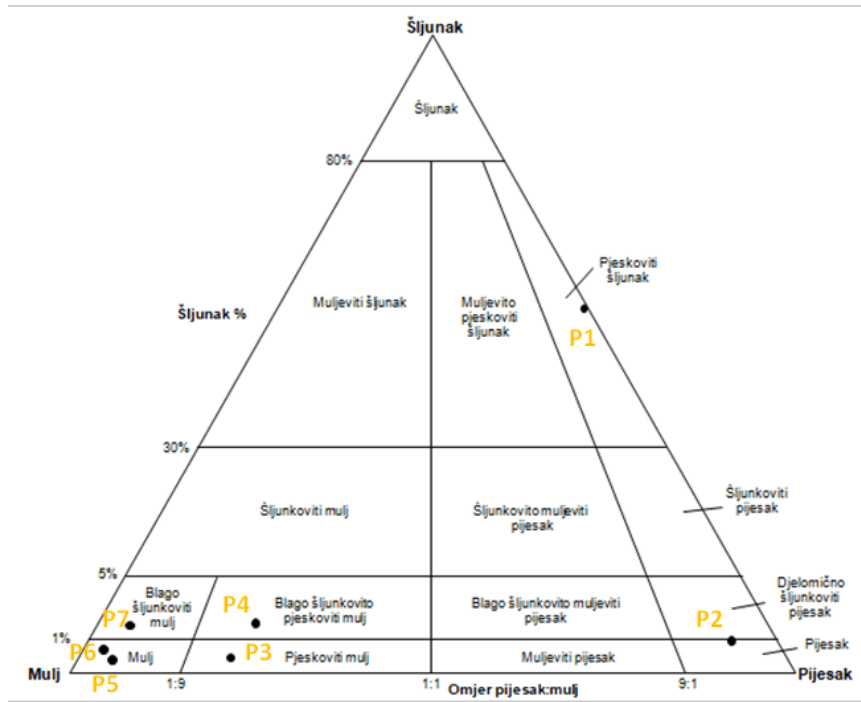 Šljunak
Šljunak
80%
Pjeskoviti
šljunak
Šljunak %
Muljeviti šljunak
Muljevito
pjeskoviti
šljunak
P1
30%
Šljunkoviti mulj
Šljunkovito muljeviti
pijesak
Šljunkoviti
pijesak
5%
Blago
šljunkoviti
mulj
P7
P4
Blago šljunkovito
pjeskoviti mulj
Blago šljunkovito muljeviti
pijesak
Djelomično
šljunkoviti
pijesak
P2
1%
P6
Mulj
P3
Pjeskoviti mulj
Muljeviti pijesak
Pijesak
Mulj
P5
1:9
1:1
Omjer pijesak:mulj
9:1
Pijesak